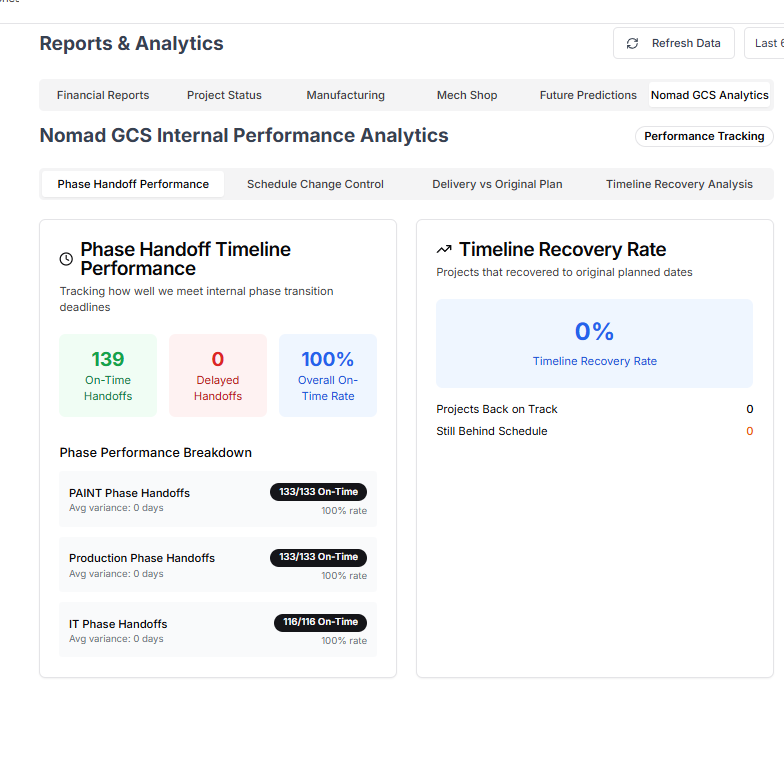 Reports & Analytics
Refresh Data
Last 6
Financial Reports
Project Status
Manufacturing
Mech Shop
Future Predictions
Nomad GCS Analytics
Nomad GCS Internal Performance Analytics
Performance Tracking
Phase Handoff Performance
Schedule Change Control
Delivery vs Original Plan
Timeline Recovery Analysis
Phase Handoff Timeline
Performance
Tracking how well we meet internal phase transition
deadlines
139
On-Time
Handoffs
0
Delayed
Handoffs
100%
Overall On-
Time Rate
Phase Performance Breakdown
PAINT Phase Handoffs
Avg variance: 0 days
133/133 On-Time
100% rate
Production Phase Handoffs
Avg variance: 0 days
133/133 On-Time
100% rate
IT Phase Handoffs
Avg variance: 0 days
116/116 On-Time
100% rate
Timeline Recovery Rate
Projects that recovered to original planned dates
0%
Timeline Recovery Rate
Projects Back on Track
0
Still Behind Schedule
0